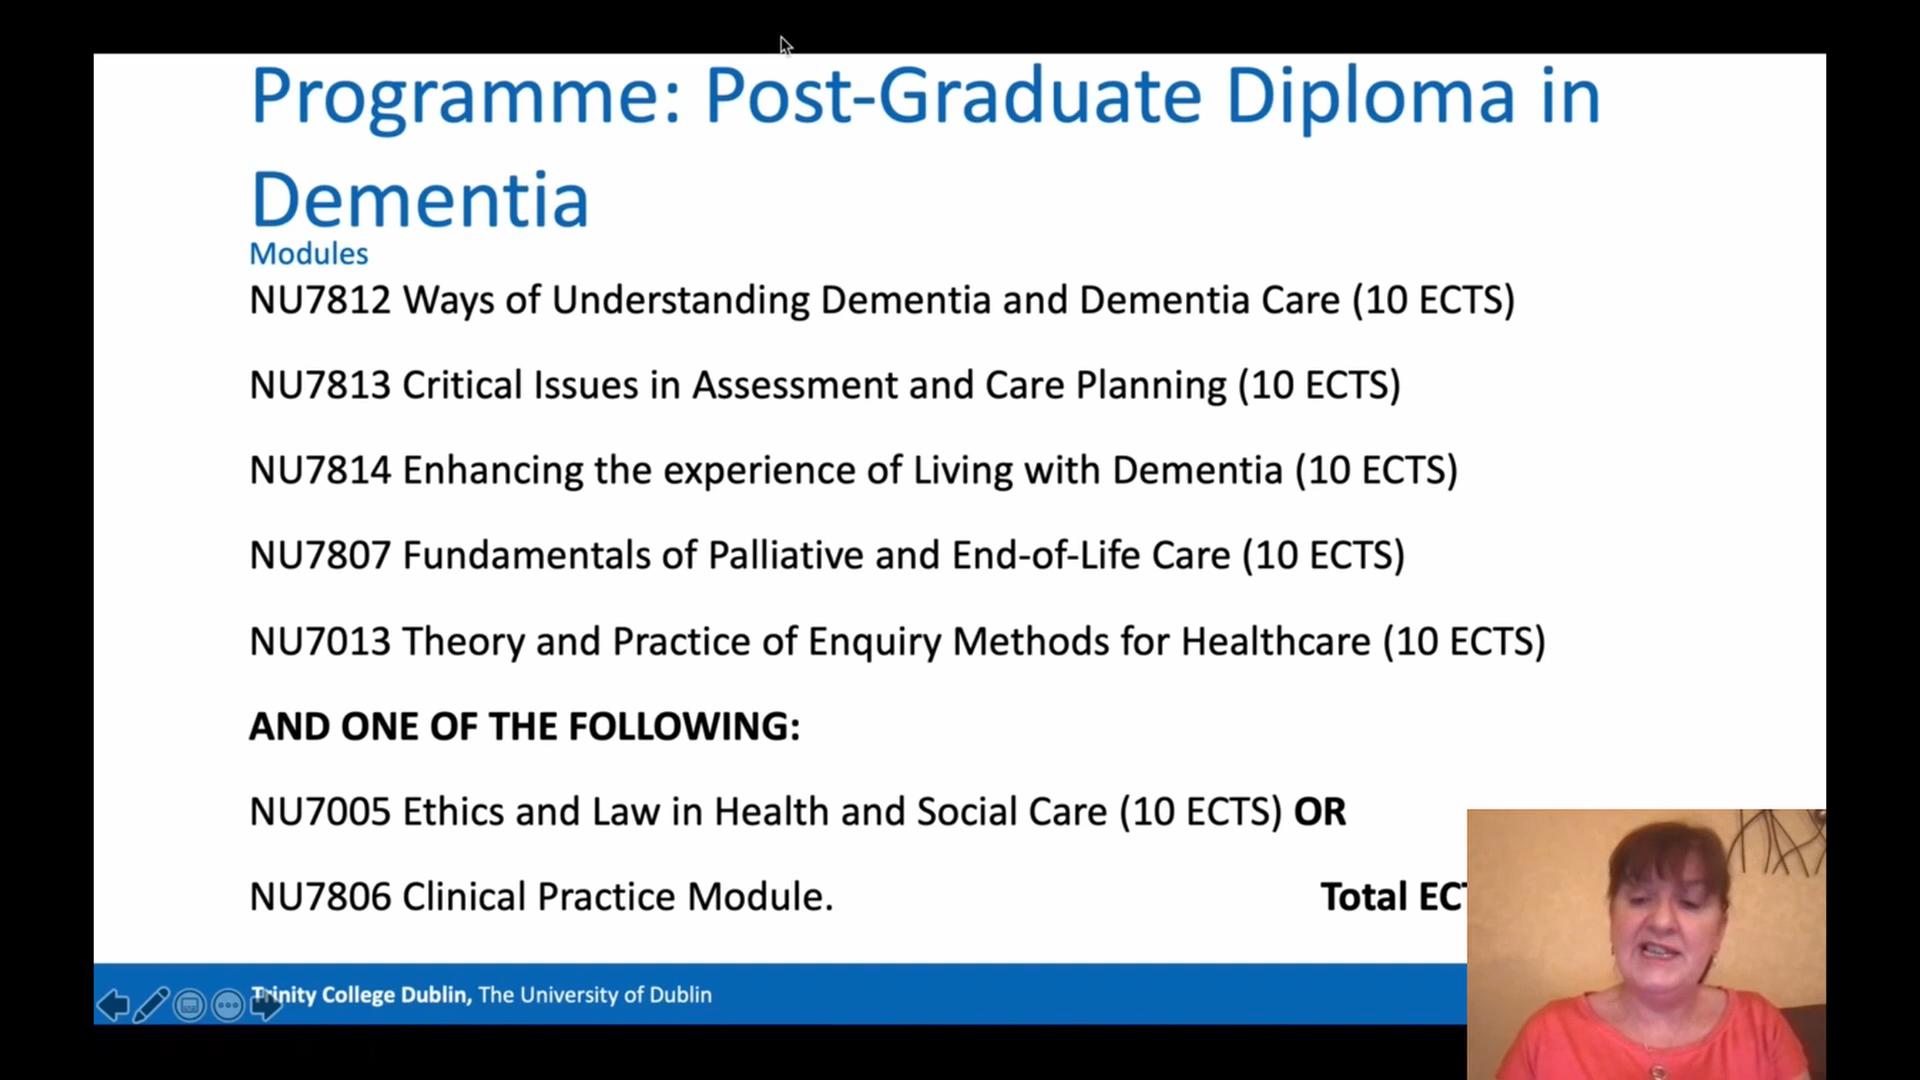 Programme: Post-Graduate Diploma in
Dementia
Modules
NU7812 Ways of Understanding Dementia and Dementia Care (10 ECTS)
NU7813 Critical Issues in Assessment and Care Planning (10 ECTS)
NU7814 Enhancing the experience of Living with Dementia (10 ECTS)
NU7807 Fundamentals of Palliative and End-of-Life Care (10 ECTS)
NU7013 Theory and Practice of Enquiry Methods for Healthcare (10 ECTS)
AND ONE OF THE FOLLOWING:
NU7005 Ethics and Law in Health and Social Care (10 ECTS) OR
NU7806 Clinical Practice Module. Total
Trinity College Dublin, The University of Dublin